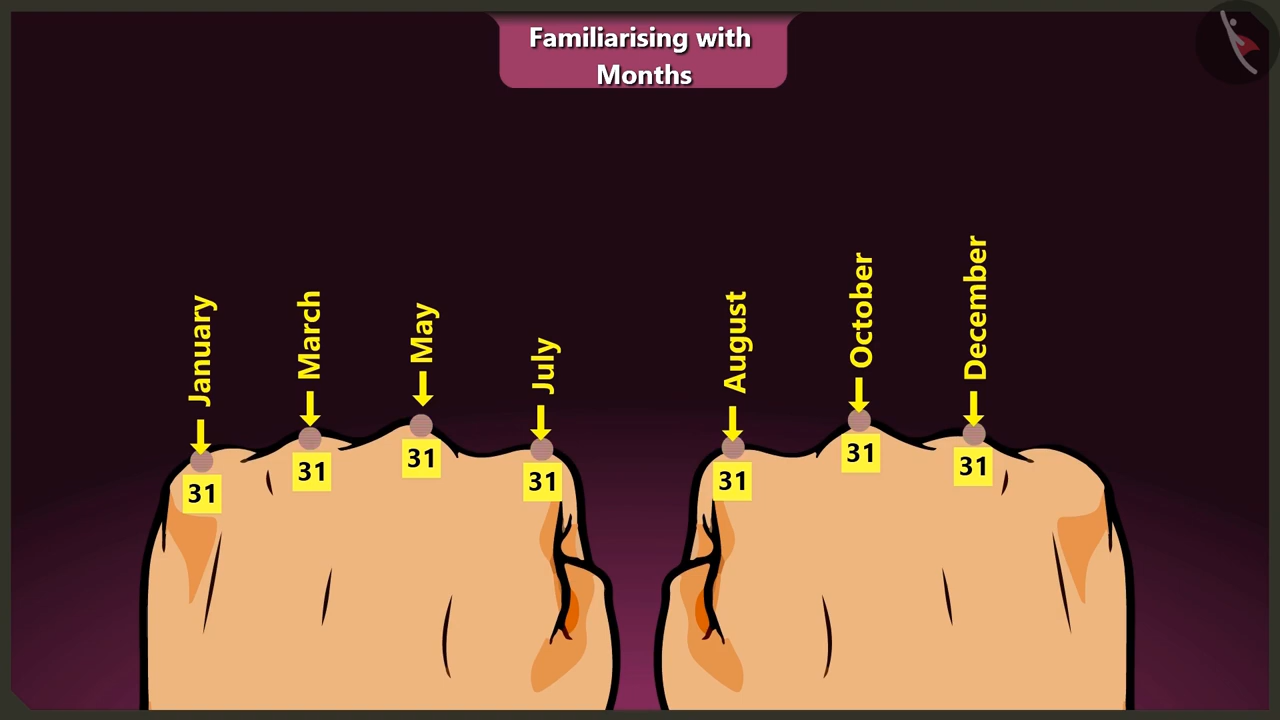 Familiarising with
Months
January
March
May
July
August
October
December
31
31
31
31
31
31
31